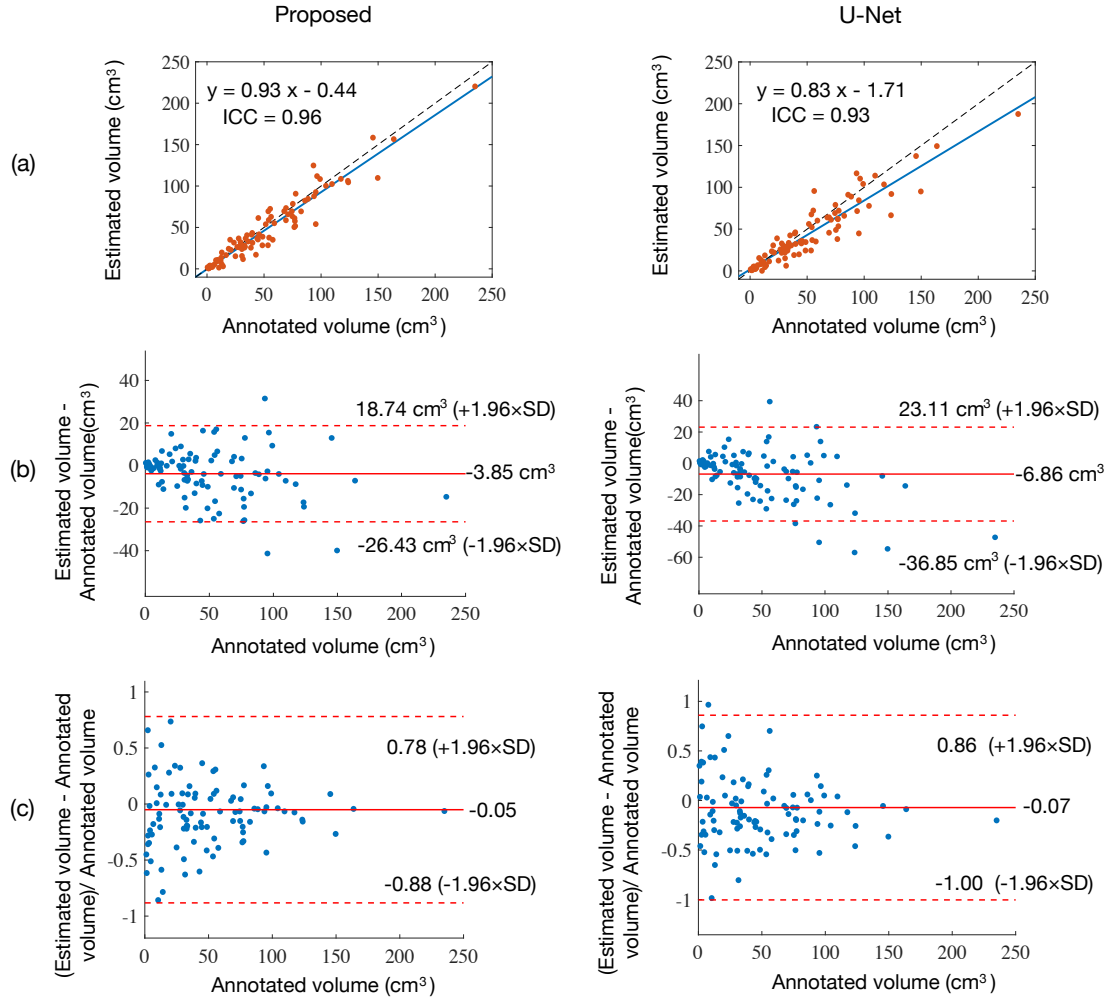 Proposed
U-Net
(a)
Estimated volume (cm³)
250
200
150
100
50
0
y = 0.93 x - 0.44
ICC = 0.96
0 50 100 150 200 250
Annotated volume (cm³)
Estimated volume (cm³)
250
200
150
100
50
0
y = 0.83 x - 1.71
ICC = 0.93
0 50 100 150 200 250
Annotated volume (cm³)
(b)
Estimated volume -
Annotated volume(cm³)
40
20
0
-20
-40
18.74 cm³ (+1.96×SD)
-3.85 cm³
-26.43 cm³ (-1.96×SD)
0 50 100 150 200 250
Annotated volume (cm³)
Estimated volume -
Annotated volume(cm³)
40
20
0
-20
-40
-60
23.11 cm³ (+1.96×SD)
-6.86 cm³
-36.85 cm³ (-1.96×SD)
0 50 100 150 200 250
Annotated volume (cm³)
(c)
(Estimated volume - Annotated
volume)/ Annotated volume
1
0.5
0
-0.5
-1
0.78 (+1.96×SD)
-0.05
-0.88 (-1.96×SD)
0 50 100 150 200 250
Annotated volume (cm³)
(Estimated volume - Annotated
volume)/ Annotated volume
1
0.5
0
-0.5
-1
0.86 (+1.96×SD)
-0.07
-1.00 (-1.96×SD)
0 50 100 150 200 250
Annotated volume (cm³)